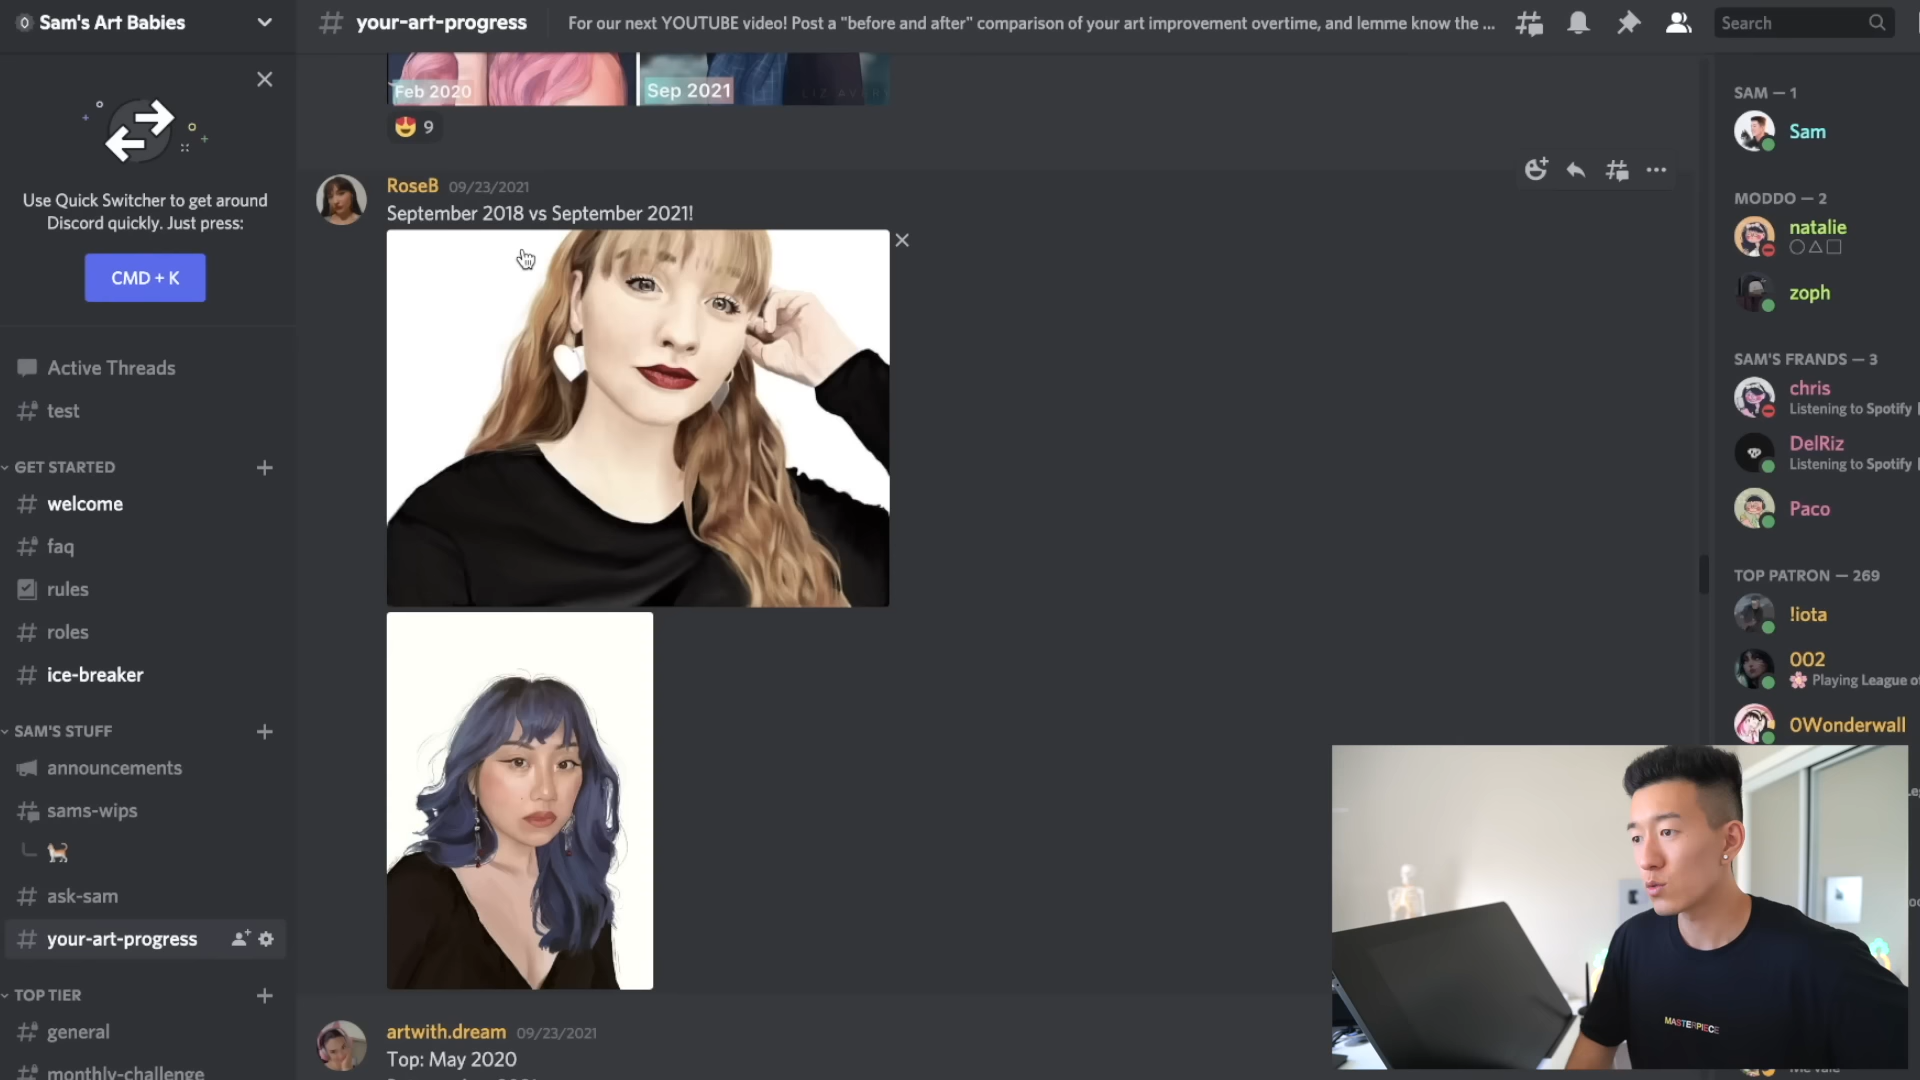 Sam's Art Babies
your-art-progress
For our next YOUTUBE video! Post a "before and after" comparison of your art improvement overtime, and lemme know the ...
Search
Feb 2020
Sep 2021
9
Use Quick Switcher to get around
Discord quickly. Just press:
CMD + K
Active Threads
test
GET STARTED
welcome
faq
rules
roles
ice-breaker
SAM'S STUFF
announcements
sams-wips
ask-sam
your-art-progress
TOP TIER
general
monthly-challenge
RoseB 09/23/2021
September 2018 vs September 2021!
artwith.dream 09/23/2021
Top: May 2020
SAM — 1
Sam
MODDO — 2
natalie
zoph
SAM'S FRANDS — 3
chris
Listening to Spotify
DelRiz
Listening to Spotify
Paco
TOP PATRON — 269
!iota
002
Playing League of
0Wonderwall
MASTERPIECE